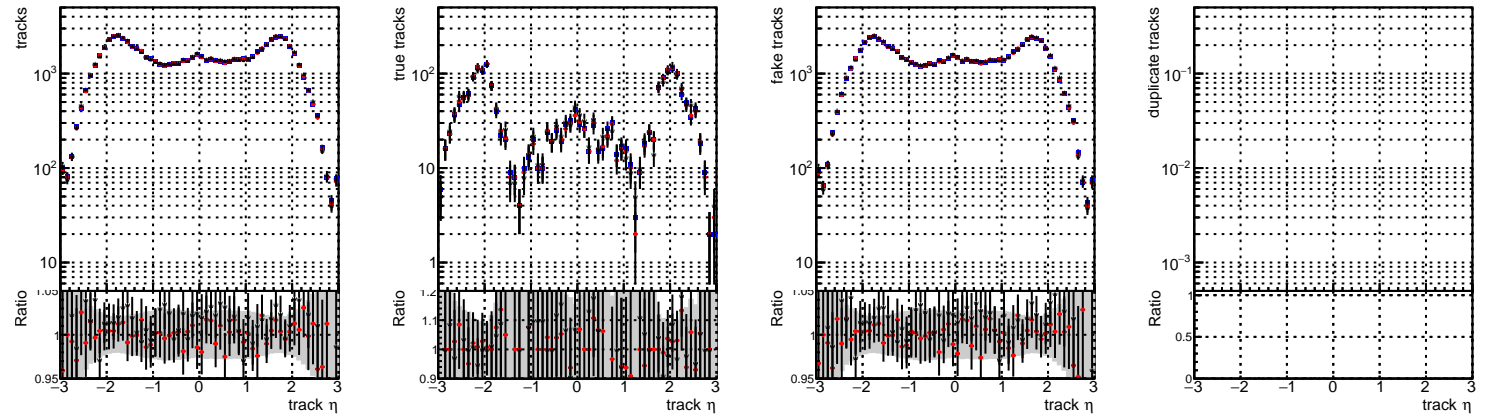 tracks
10³
10²
10
Ratio
1.05
1
0.95
−3 −2 −1 0 1 2 3
track η
true tracks
10²
10
1
Ratio
1.2
1.1
1
0.9
−3 −2 −1 0 1 2 3
track η
fake tracks
10³
10²
10
Ratio
1.05
1
0.95
−3 −2 −1 0 1 2 3
track η
duplicate tracks
10⁻¹
10⁻²
10⁻³
Ratio
1
0.5
0
−3 −2 −1 0 1 2 3
track η